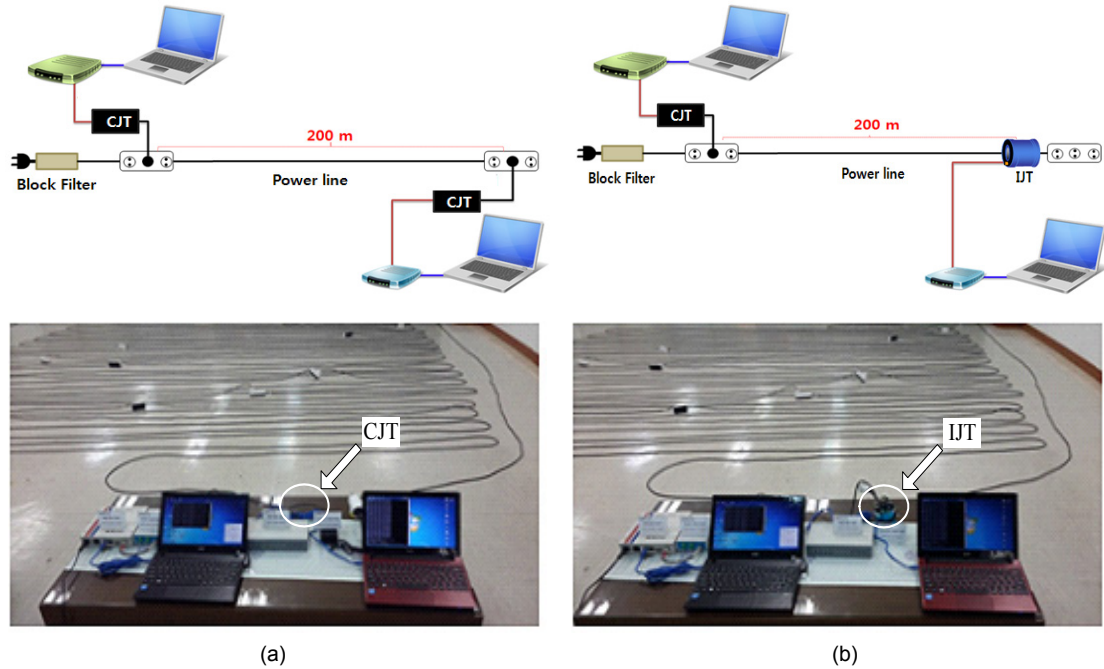 CJT
200 m
Block Filter
Power line
CJT
CJT
200 m
Block Filter
Power line
IJT
CJT
IJT
(a)
(b)